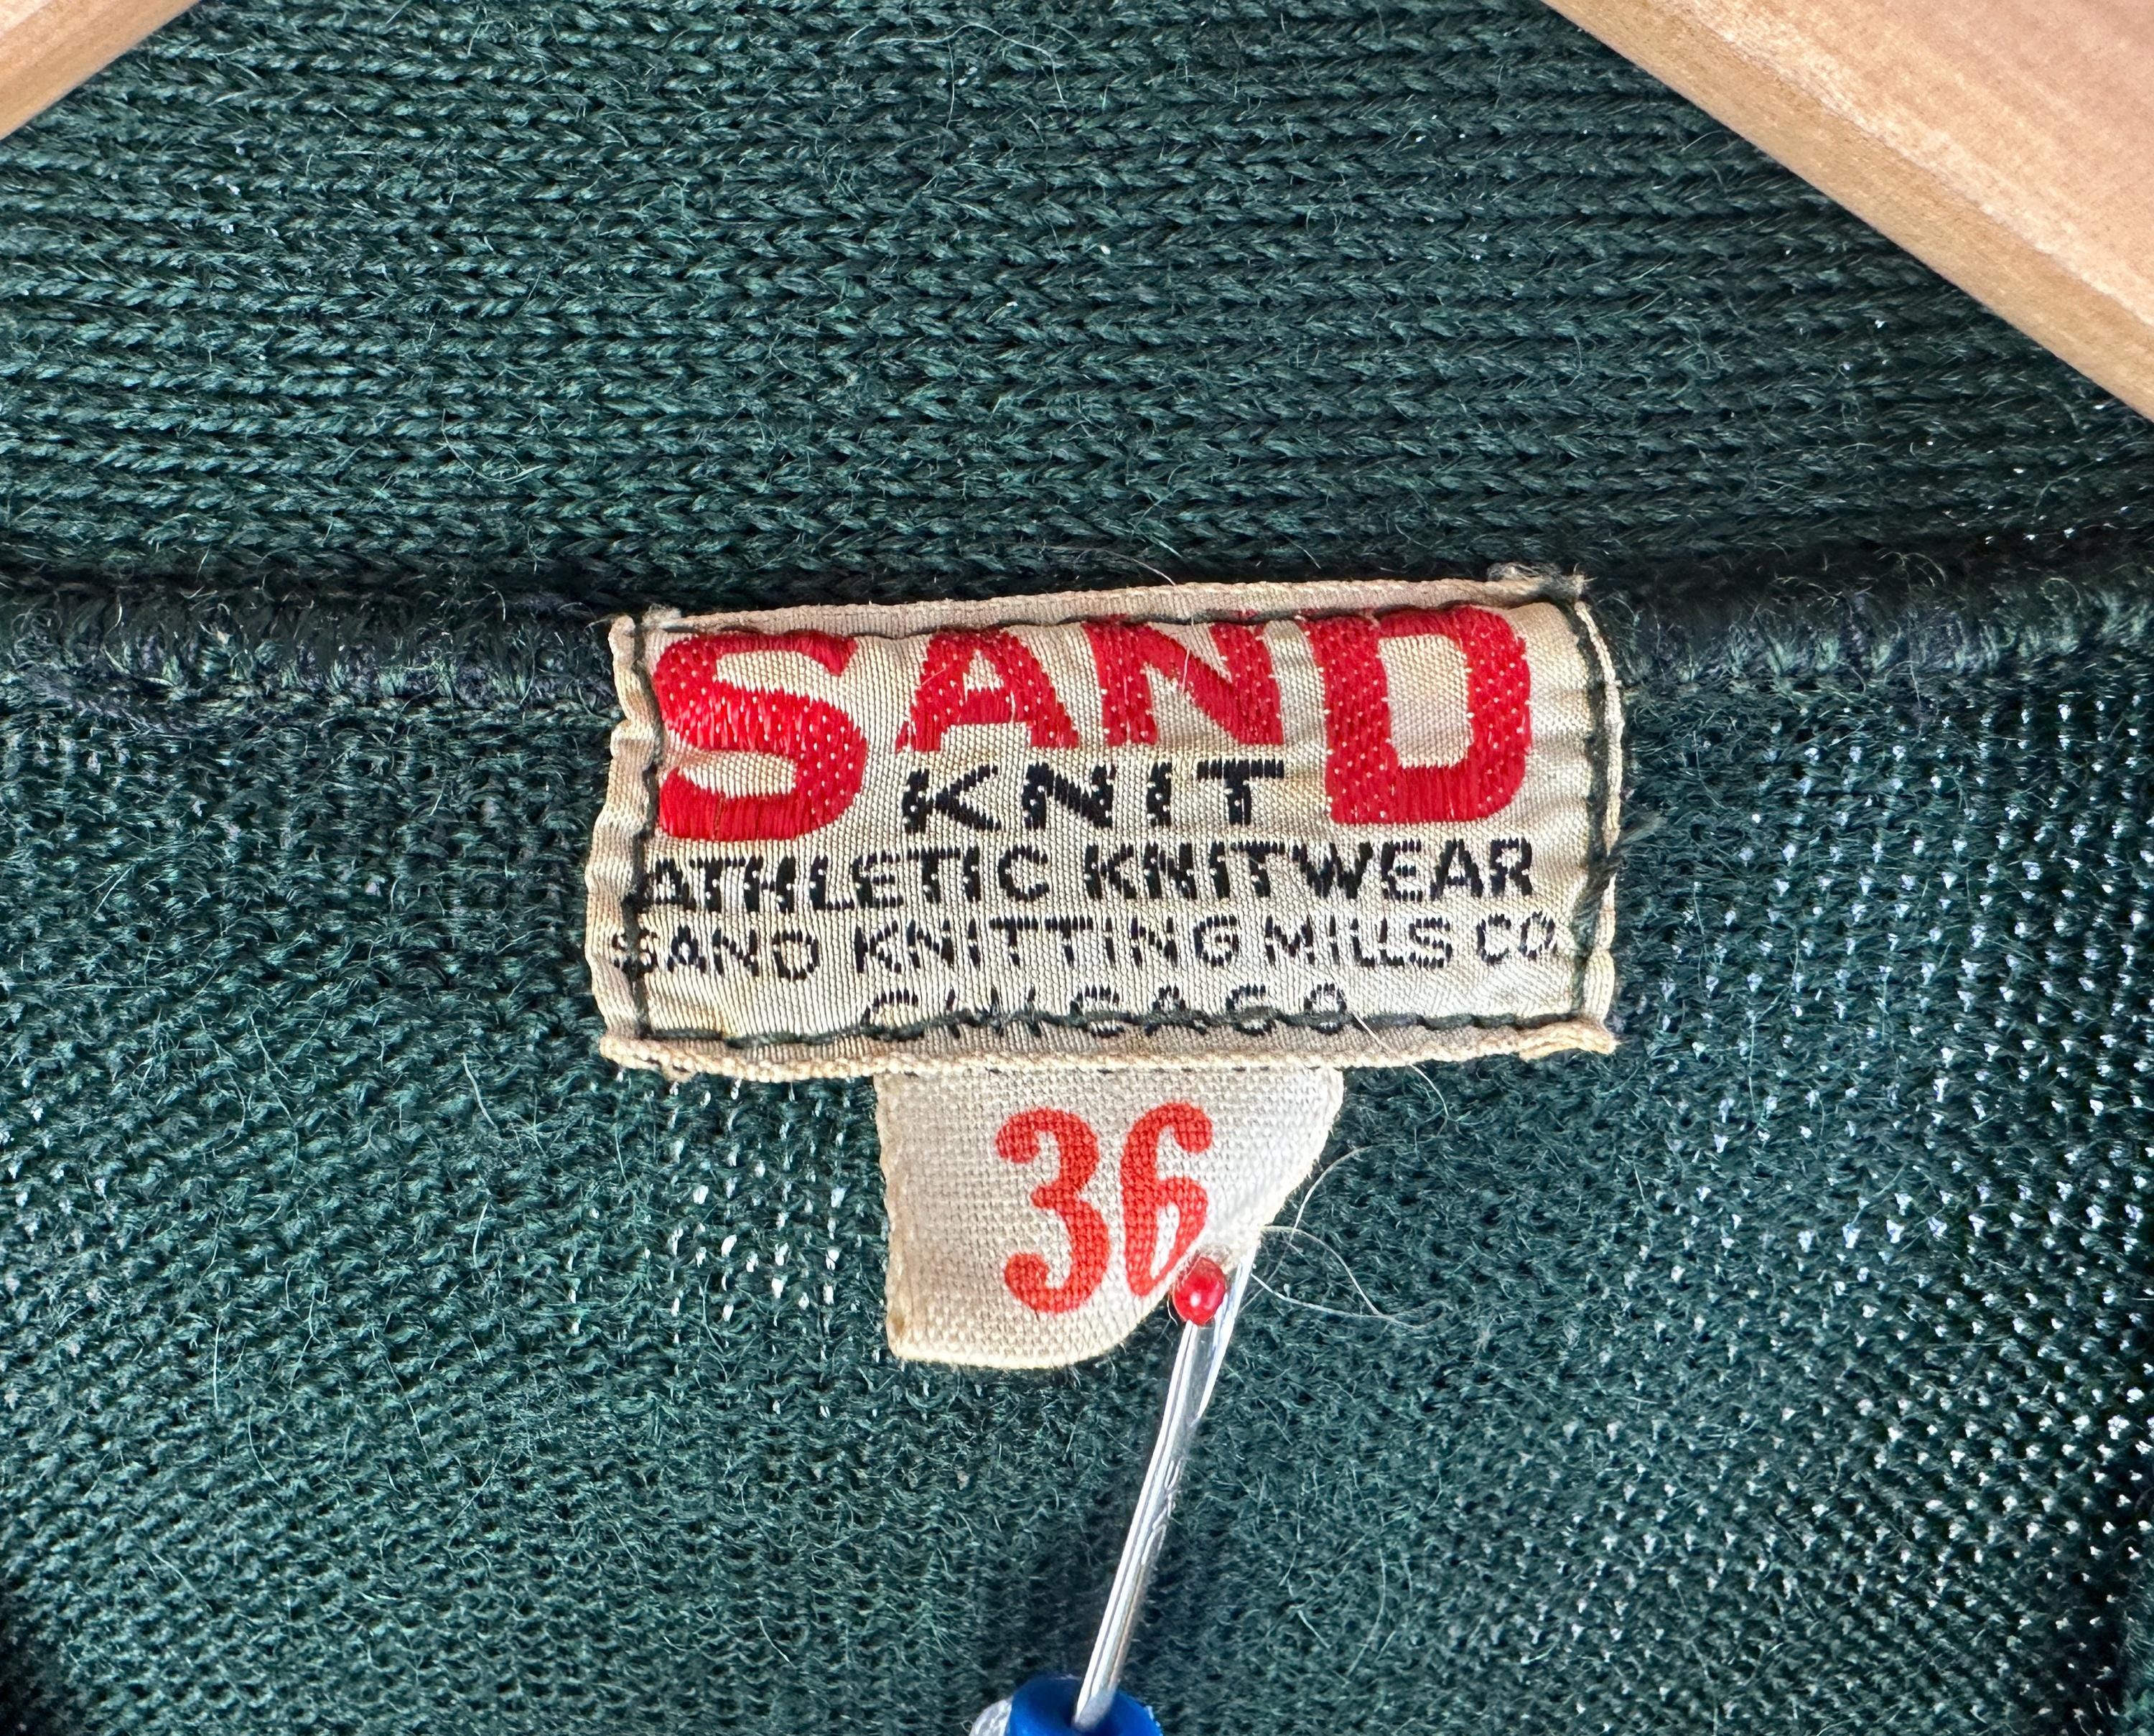 SAND
KNIT
ATHLETIC KNITWEAR
SAND KNITTING MILLS CO.
CHICAGO
36